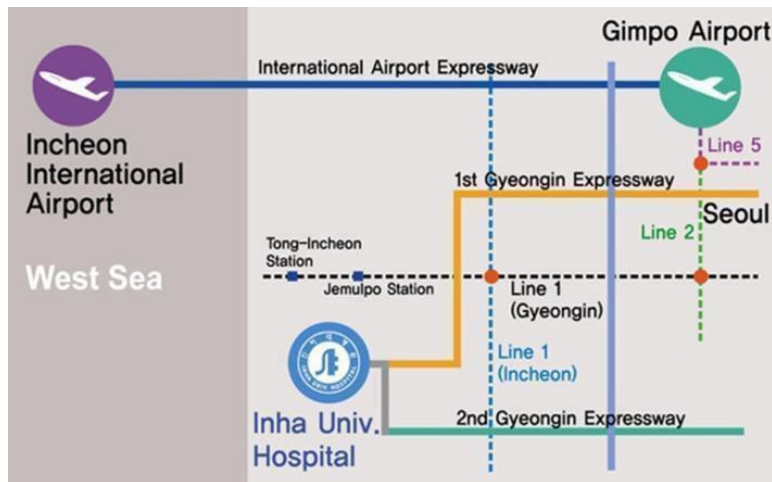 Gimpo Airport
International Airport Expressway
Incheon
International
Airport
Line 5
1st Gyeongin Expressway
Seoul
Line 2
Tong-Incheon
Station
West Sea
Jemulpo Station
Line 1
(Gyeongin)
Line 1
(Incheon)
Inha Univ.
Hospital
2nd Gyeongin Expressway